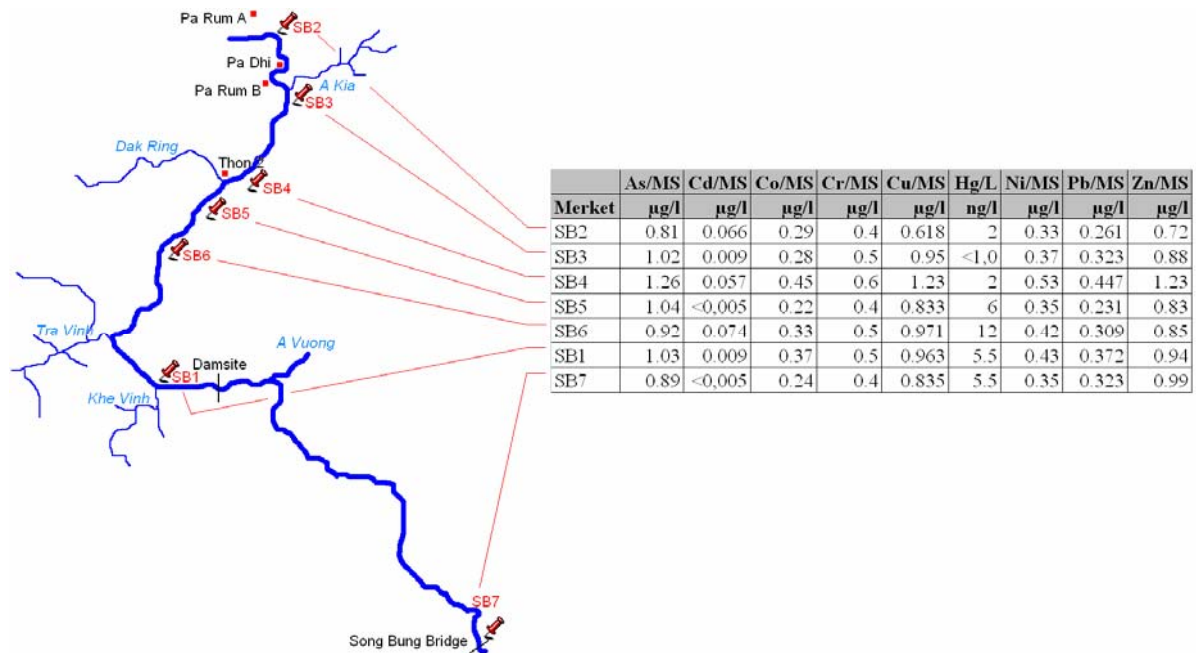 Pa Rum A
SB2
Pa Dhi
Pa Rum B
A Kia
SB3
Dak Ring
Thon 2
SB4
SB5
SB6
Tra Vinh
A Vuong
Damsite
SB1
Khe Vinh
SB7
Song Bung Bridge
As/MS Cd/MS Co/MS Cr/MS Cu/MS Hg/L Ni/MS Pb/MS Zn/MS
Merket µg/l µg/l µg/l µg/l µg/l ng/l µg/l µg/l µg/l
SB2 0.81 0.066 0.29 0.4 0.618 2 0.33 0.261 0.72
SB3 1.02 0.009 0.28 0.5 0.95 <1,0 0.37 0.323 0.88
SB4 1.26 0.057 0.45 0.6 1.23 2 0.53 0.447 1.23
SB5 1.04 <0,005 0.22 0.4 0.833 6 0.35 0.231 0.83
SB6 0.92 0.074 0.33 0.5 0.971 12 0.42 0.309 0.85
SB1 1.03 0.009 0.37 0.5 0.963 5.5 0.43 0.372 0.94
SB7 0.89 <0,005 0.24 0.4 0.835 5.5 0.35 0.323 0.99